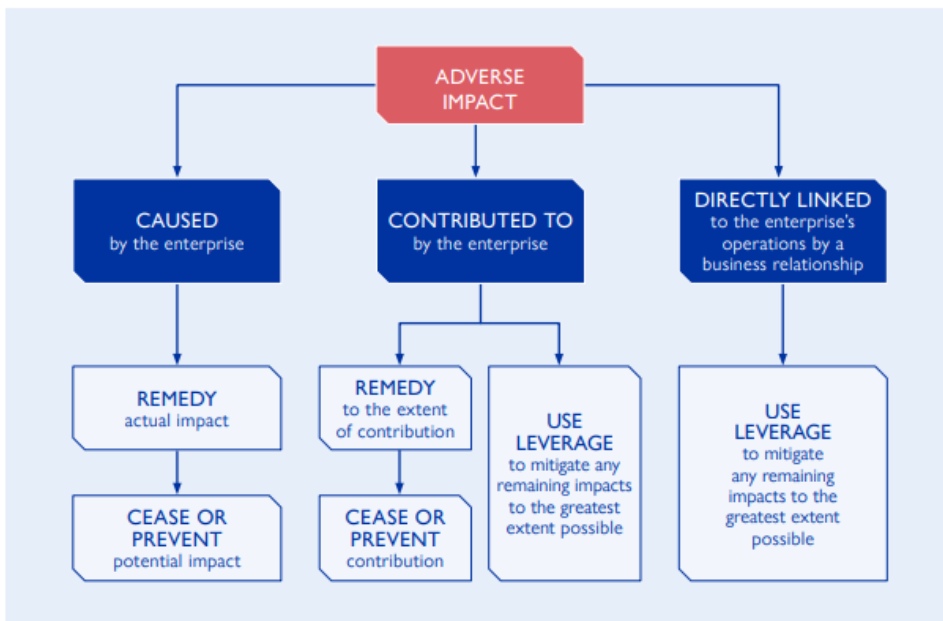 ADVERSE
IMPACT
CAUSED
by the enterprise
CONTRIBUTED TO
by the enterprise
DIRECTLY LINKED
to the enterprise's
operations by a
business relationship
REMEDY
actual impact
CEASE OR
PREVENT
potential impact
REMEDY
to the extent
of contribution
CEASE OR
PREVENT
contribution
USE
LEVERAGE
to mitigate any
remaining impacts
to the greatest
extent possible
USE
LEVERAGE
to mitigate
any remaining
impacts to the
greatest extent
possible